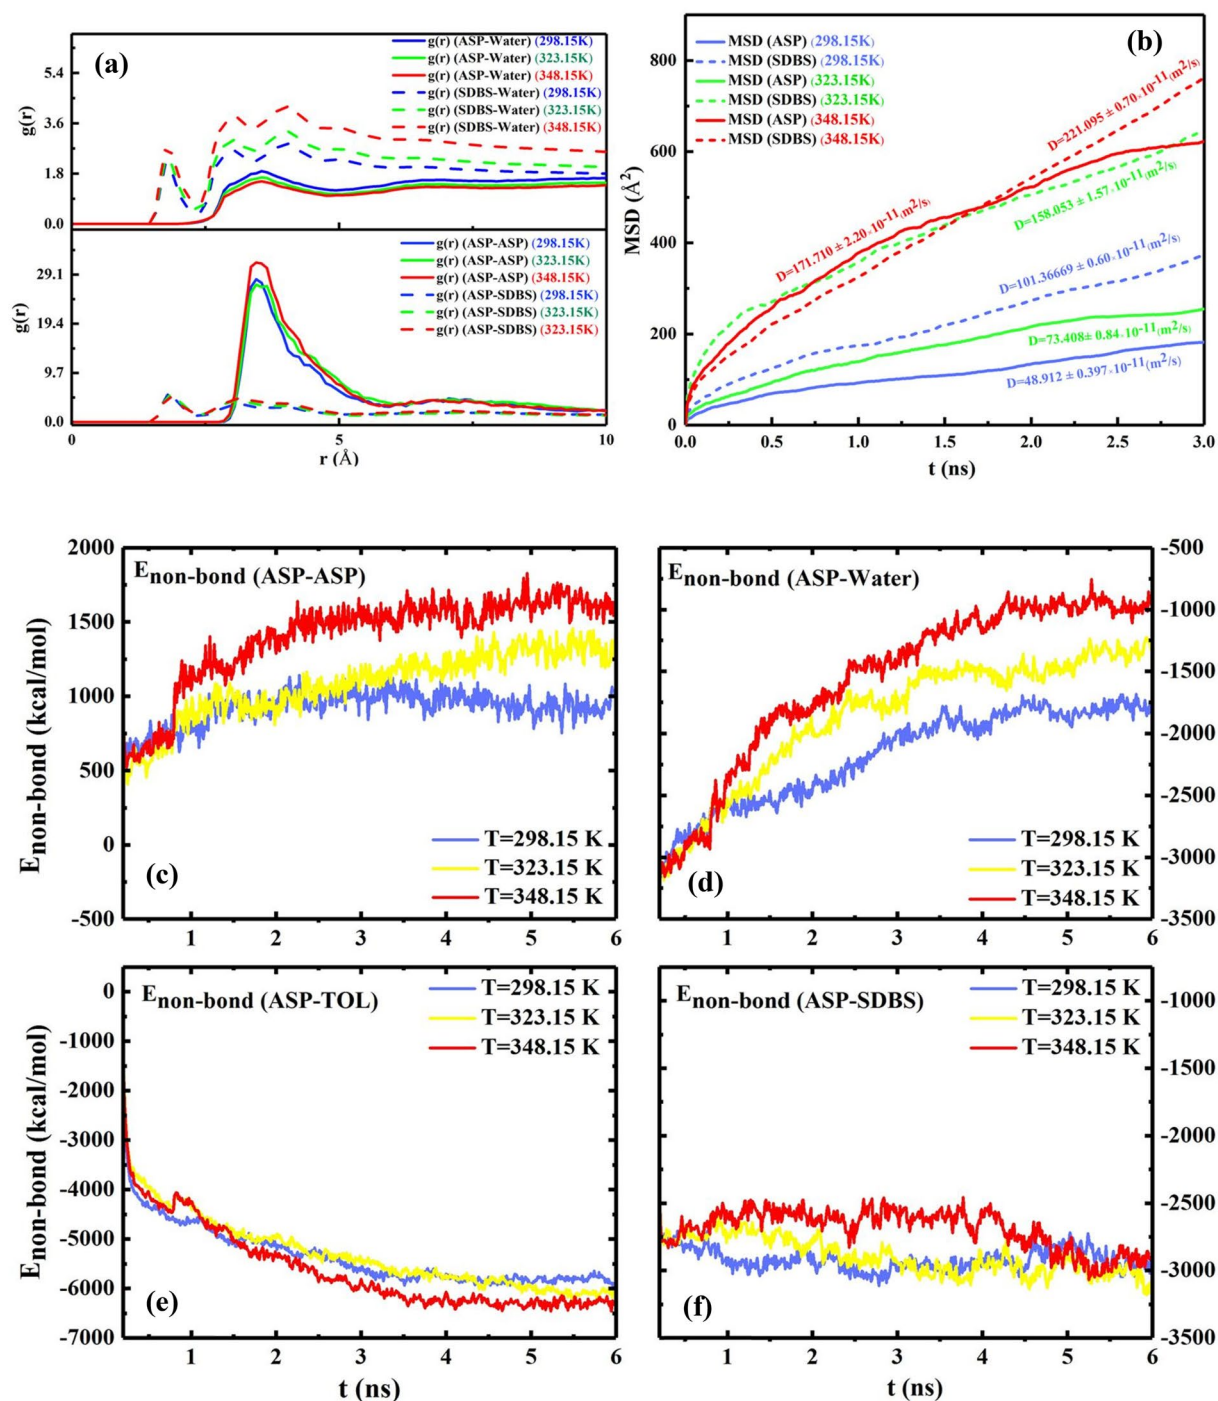 (a)
g(r) (ASP-Water) (298.15K)
g(r) (ASP-Water) (323.15K)
g(r) (ASP-Water) (348.15K)
g(r) (SDBS-Water) (298.15K)
g(r) (SDBS-Water) (323.15K)
g(r) (SDBS-Water) (348.15K)
5.4
3.6
1.8
0.0
g(r)
g(r) (ASP-ASP) (298.15K)
g(r) (ASP-ASP) (323.15K)
g(r) (ASP-ASP) (348.15K)
g(r) (ASP-SDBS) (298.15K)
g(r) (ASP-SDBS) (323.15K)
g(r) (ASP-SDBS) (323.15K)
29.1
19.4
9.7
0.0
g(r)
0 5 10
r (Å)
(b)
MSD (ASP) (298.15K)
MSD (SDBS) (298.15K)
MSD (ASP) (323.15K)
MSD (SDBS) (323.15K)
MSD (ASP) (348.15K)
MSD (SDBS) (348.15K)
D=221.095 ± 0.70×10⁻¹¹(m²/s)
D=158.053 ± 1.57×10⁻¹¹(m²/s)
D=171.710 ± 2.20×10⁻¹¹(m²/s)
D=101.36669 ± 0.60×10⁻¹¹(m²/s)
D=73.408± 0.84×10⁻¹¹(m²/s)
D=48.912 ± 0.397×10⁻¹¹(m²/s)
800
600
400
200
0
MSD (Å²)
0.0 0.5 1.0 1.5 2.0 2.5 3.0
t (ns)
E non-bond (ASP-ASP)
2000
1500
1000
500
0
-500
E non-bond (kcal/mol)
T=298.15 K
T=323.15 K
T=348.15 K
(c)
1 2 3 4 5 6
E non-bond (ASP-Water)
-500
-1000
-1500
-2000
-2500
-3000
-3500
T=298.15 K
T=323.15 K
T=348.15 K
(d)
1 2 3 4 5 6
E non-bond (ASP-TOL)
T=298.15 K
T=323.15 K
T=348.15 K
0
-1000
-2000
-3000
-4000
-5000
-6000
-7000
E non-bond (kcal/mol)
(e)
1 2 3 4 5 6
t (ns)
E non-bond (ASP-SDBS)
T=298.15 K
T=323.15 K
T=348.15 K
-1000
-1500
-2000
-2500
-3000
-3500
(f)
1 2 3 4 5 6
t (ns)